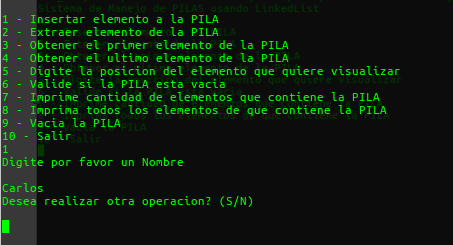 Sistema de Manejo de PILAS usando LinkedList
1 - Insertar elemento a la PILA
2 - Extraer elemento de la PILA
3 - Obtener el primer elemento de la PILA
4 - Obtener el ultimo elemento de la PILA
5 - Digite la posicion del elemento que quiere visualizar
6 - Valide si la PILA esta vacia
7 - Imprime cantidad de elementos que contiene la PILA
8 - Imprima todos los elementos de que contiene la PILA
9 - Vacia la PILA
10 - Salir
1
Digite por favor un Nombre
Carlos
Desea realizar otra operacion? (S/N)